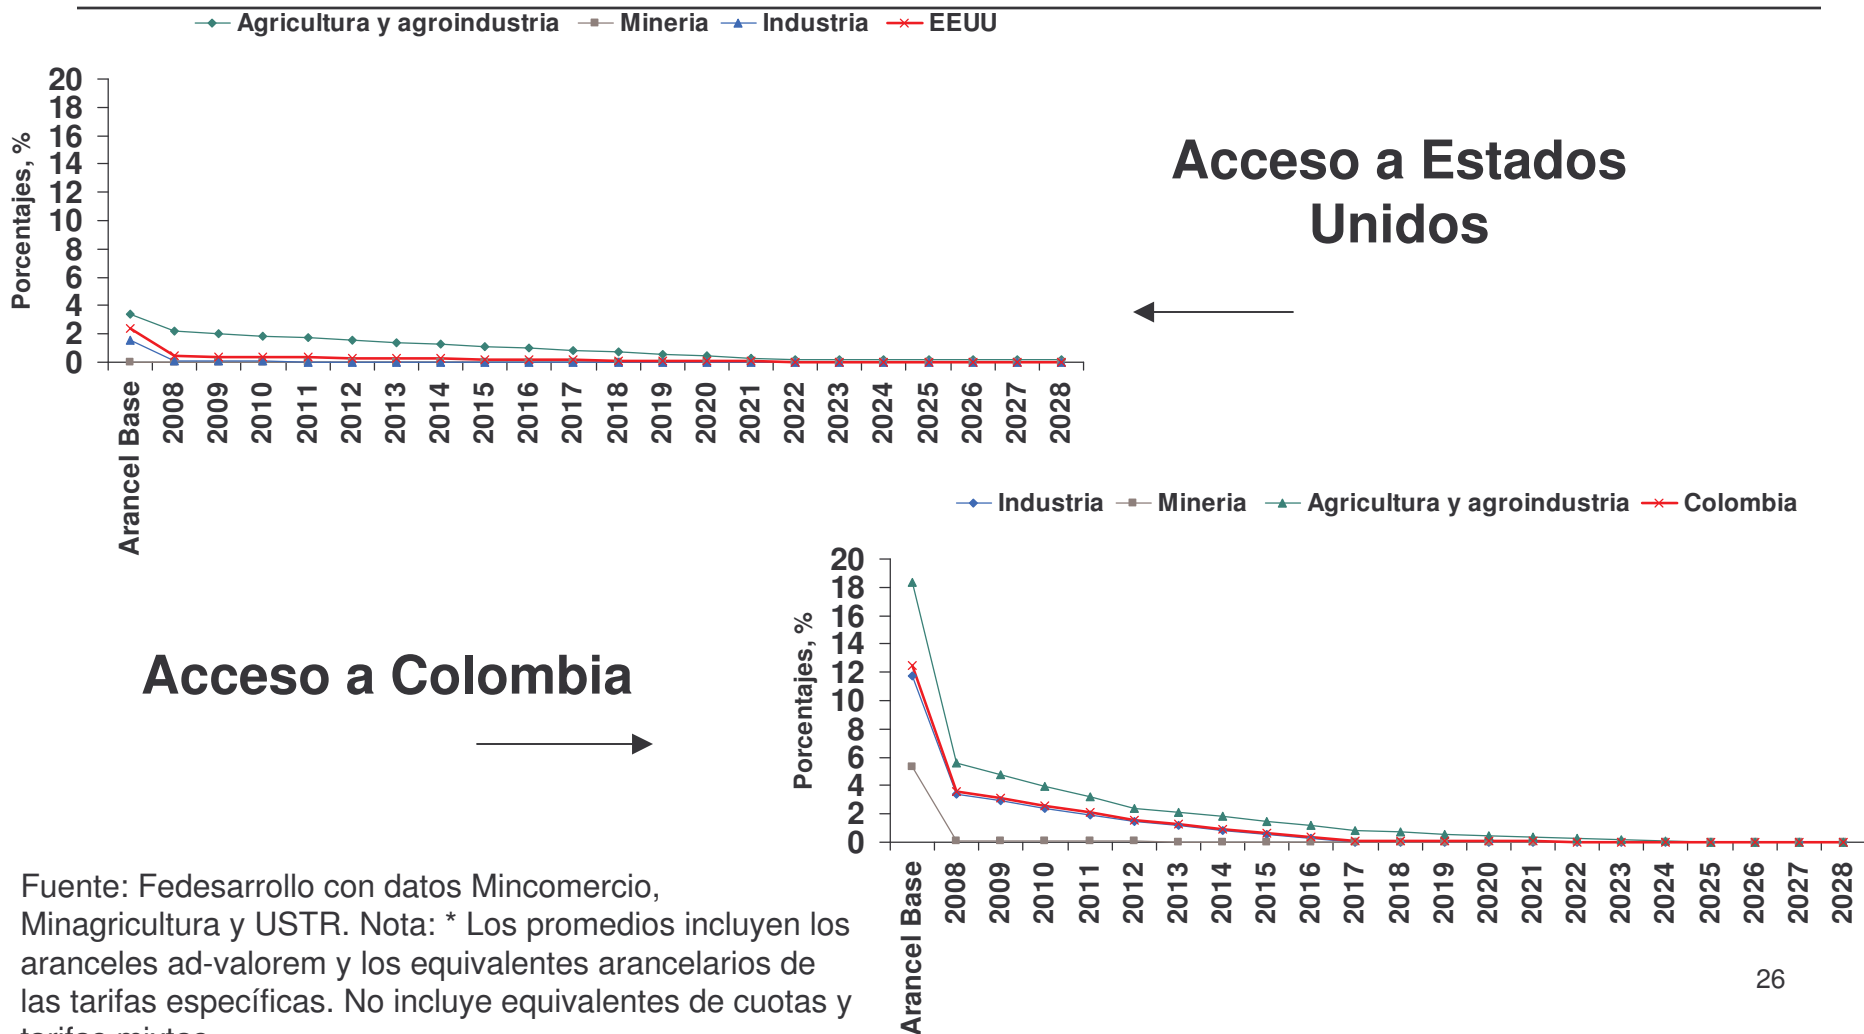 Agricultura y agroindustria Mineria Industria EEUU
Porcentajes, %
20
18
16
14
12
10
8
6
4
2
0
Arancel Base 2008 2009 2010 2011 2012 2013 2014 2015 2016 2017 2018 2019 2020 2021 2022 2023 2024 2025 2026 2027 2028
Acceso a Estados
Unidos
Industria Mineria Agricultura y agroindustria Colombia
Acceso a Colombia
Porcentajes, %
20
18
16
14
12
10
8
6
4
2
0
Arancel Base 2008 2009 2010 2011 2012 2013 2014 2015 2016 2017 2018 2019 2020 2021 2022 2023 2024 2025 2026 2027 2028
Fuente: Fedesarrollo con datos Mincomercio,
Minagricultura y USTR. Nota: * Los promedios incluyen los
aranceles ad-valorem y los equivalentes arancelarios de
las tarifas específicas. No incluye equivalentes de cuotas y
26